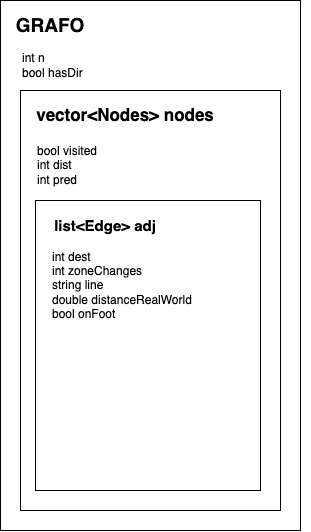 GRAFO
int n
bool hasDir
vector<Nodes> nodes
bool visited
int dist
int pred
list<Edge> adj
int dest
int zoneChanges
string line
double distanceRealWorld
bool onFoot